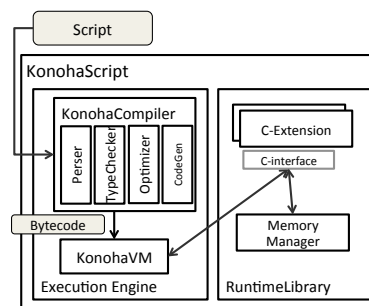 Script
KonohaScript
KonohaCompiler
Perser
TypeChecker
Optimizer
CodeGen
C-Extension
C-interface
Bytecode
KonohaVM
Memory
Manager
Execution Engine
RuntimeLibrary